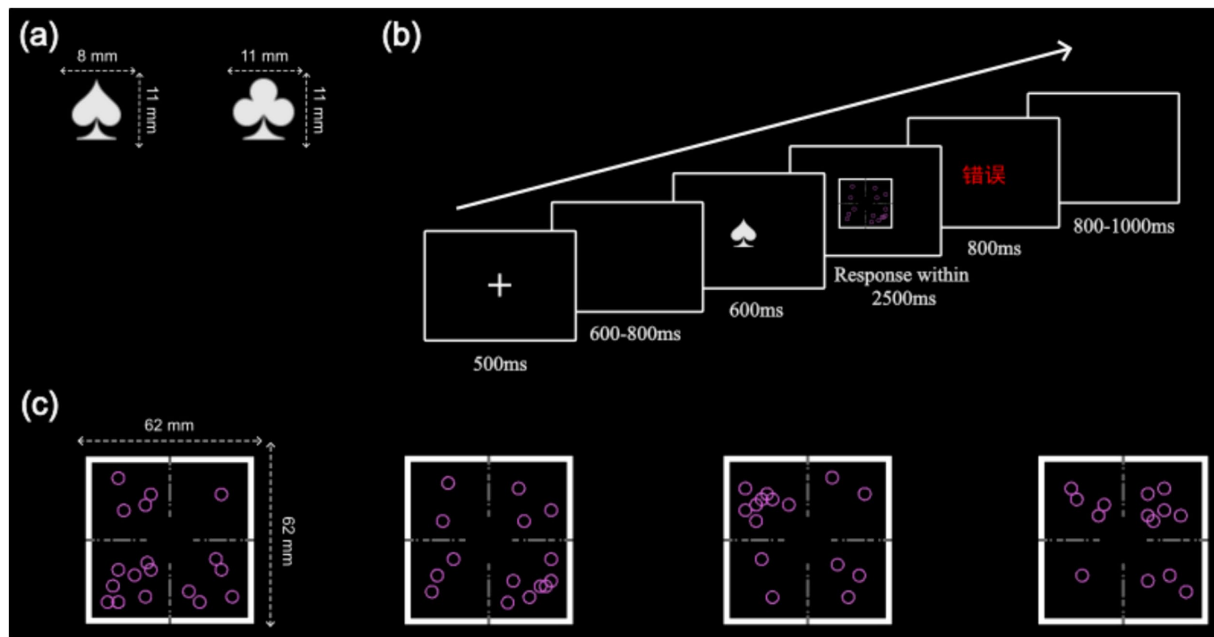 (a)
8 mm
11 mm
11 mm
11 mm
(b)
500ms
600-800ms
600ms
Response within
2500ms
错误
800ms
800-1000ms
(c)
62 mm
62 mm